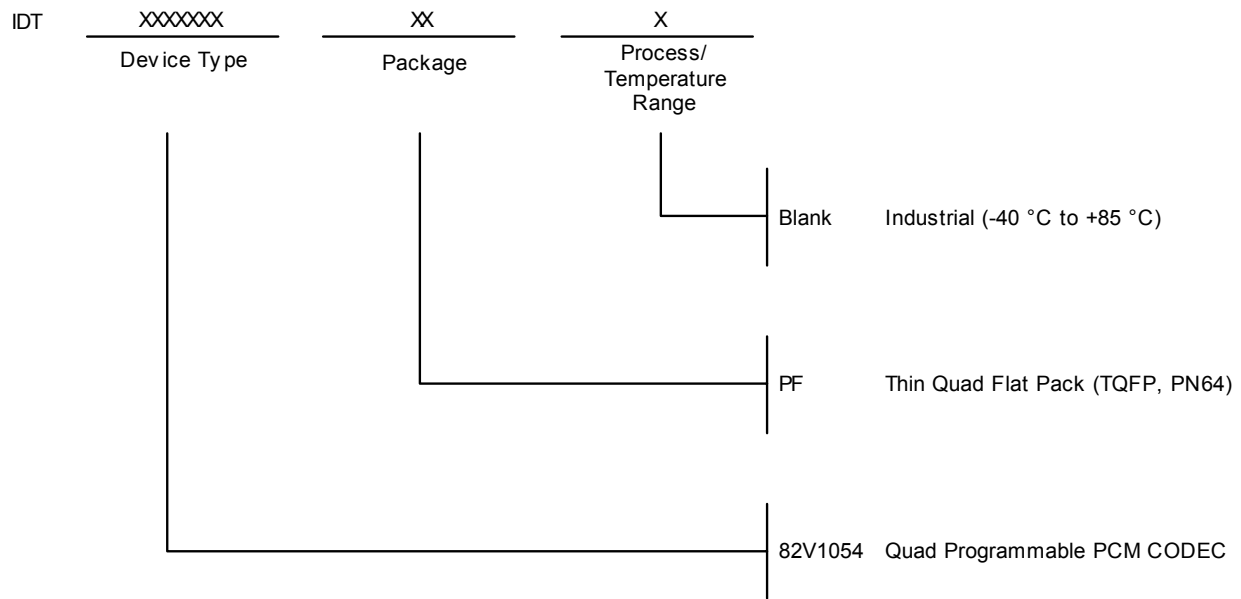 IDT XXXXXXX XX X
Device Type Package Process/
Temperature
Range
Blank Industrial (-40 °C to +85 °C)
PF Thin Quad Flat Pack (TQFP, PN64)
82V1054 Quad Programmable PCM CODEC